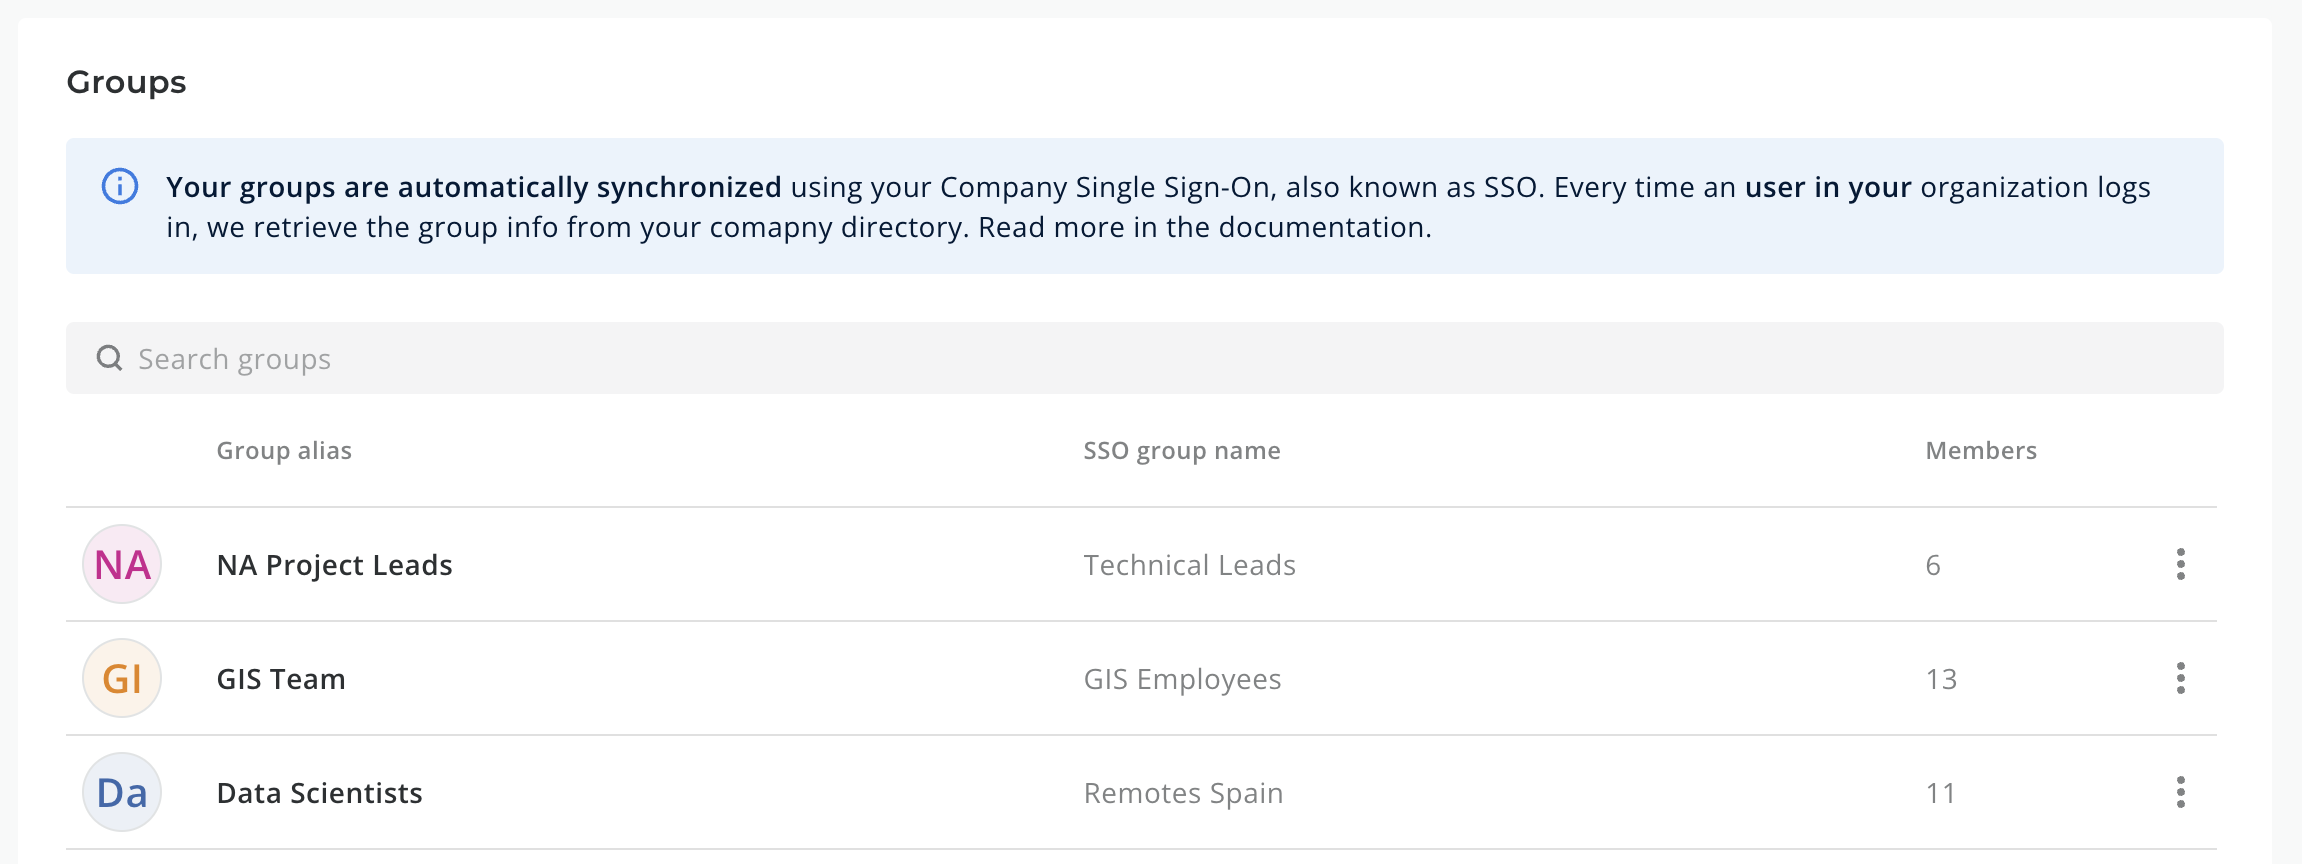 Groups
Your groups are automatically synchronized using your Company Single Sign-On, also known as SSO. Every time an user in your organization logs
in, we retrieve the group info from your comapny directory. Read more in the documentation.
Search groups
Group alias SSO group name Members
NA NA Project Leads Technical Leads 6
GI GIS Team GIS Employees 13
Da Data Scientists Remotes Spain 11